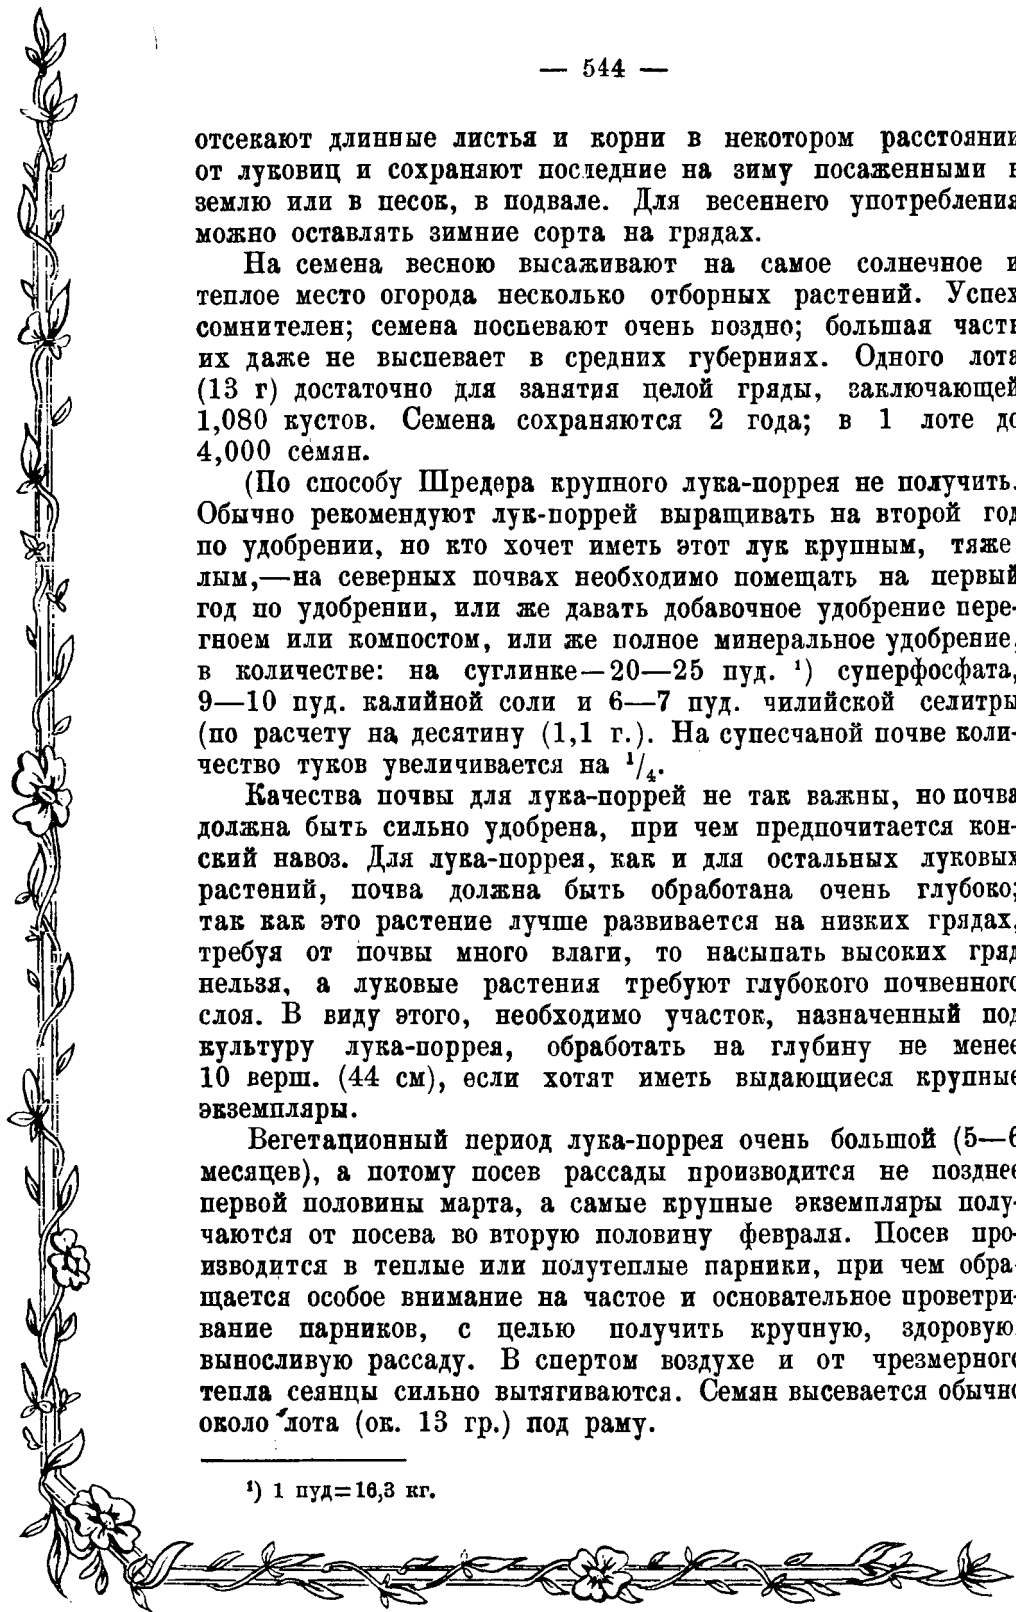 — 544 —
отсекают длинные листья и корни в некотором расстоянии
от луковиц и сохраняют последние на зиму посаженными в
землю или в песок, в подвале. Для весеннего употребления
можно оставлять зимние сорта на грядах.
На семена весною высаживают на самое солнечное и
теплое место огорода несколько отборных растений. Успех
сомнителен; семена поспевают очень поздно; большая часть
их даже не выспевает в средних губерниях. Одного лота
(13 г) достаточно для занятия целой гряды, заключающей
1,080 кустов. Семена сохраняются 2 года; в 1 лоте до
4,000 семян.
(По способу Шредера крупного лука-поррея не получить.
Обычно рекомендуют лук-поррей выращивать на второй год
по удобрении, но кто хочет иметь этот лук крупным, тяже
лым,—на северных почвах необходимо помещать на первый
год по удобрении, или же давать добавочное удобрение пере-
гноем или компостом, или же полное минеральное удобрение,
в количестве: на суглинке—20—25 пуд. ¹) суперфосфата,
9—10 пуд. калийной соли и 6—7 пуд. чилийской селитры
(по расчету на десятину (1,1 г.). На супесчаной почве коли-
чество туков увеличивается на ¹/₄.
Качества почвы для лука-поррей не так важны, но почва
должна быть сильно удобрена, при чем предпочитается кон-
ский навоз. Для лука-поррея, как и для остальных луковых
растений, почва должна быть обработана очень глубоко;
так как это растение лучше развивается на низких грядах,
требуя от почвы много влаги, то насыпать высоких гряд
нельзя, а луковые растения требуют глубокого почвенного
слоя. В виду этого, необходимо участок, назначенный под
культуру лука-поррея, обработать на глубину не менее
10 верш. (44 см), если хотят иметь выдающиеся крупные
экземпляры.
Вегетационный период лука-поррея очень большой (5—6
месяцев), а потому посев рассады производится не позднее
первой половины марта, а самые крупные экземпляры полу-
чаются от посева во вторую половину февраля. Посев про-
изводится в теплые или полутеплые парники, при чем обра-
щается особое внимание на частое и основательное проветри-
вание парников, с целью получить крупную, здоровую,
выносливую рассаду. В спертом воздухе и от чрезмерного
тепла сеянцы сильно вытягиваются. Семян высевается обычно
около лота (ок. 13 гр.) под раму.
¹) 1 пуд=16,3 кг.